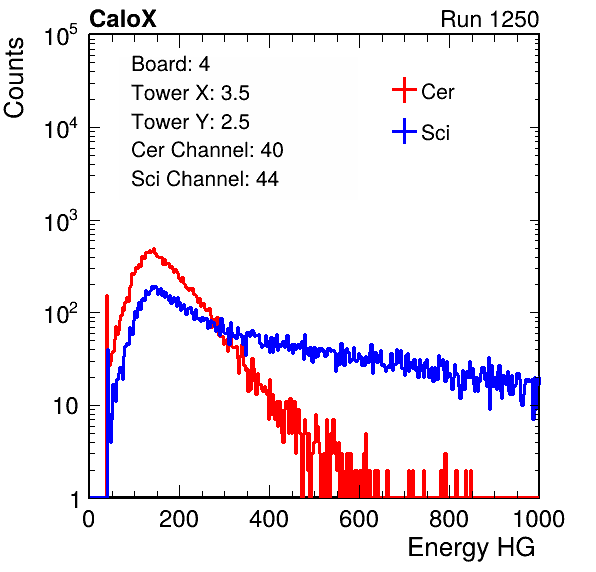 CaloX Run 1250
Counts
Board: 4
Tower X: 3.5
Tower Y: 2.5
Cer Channel: 40
Sci Channel: 44
Cer
Sci
10^5
10^4
10^3
10^2
10
1
0 200 400 600 800 1000
Energy HG